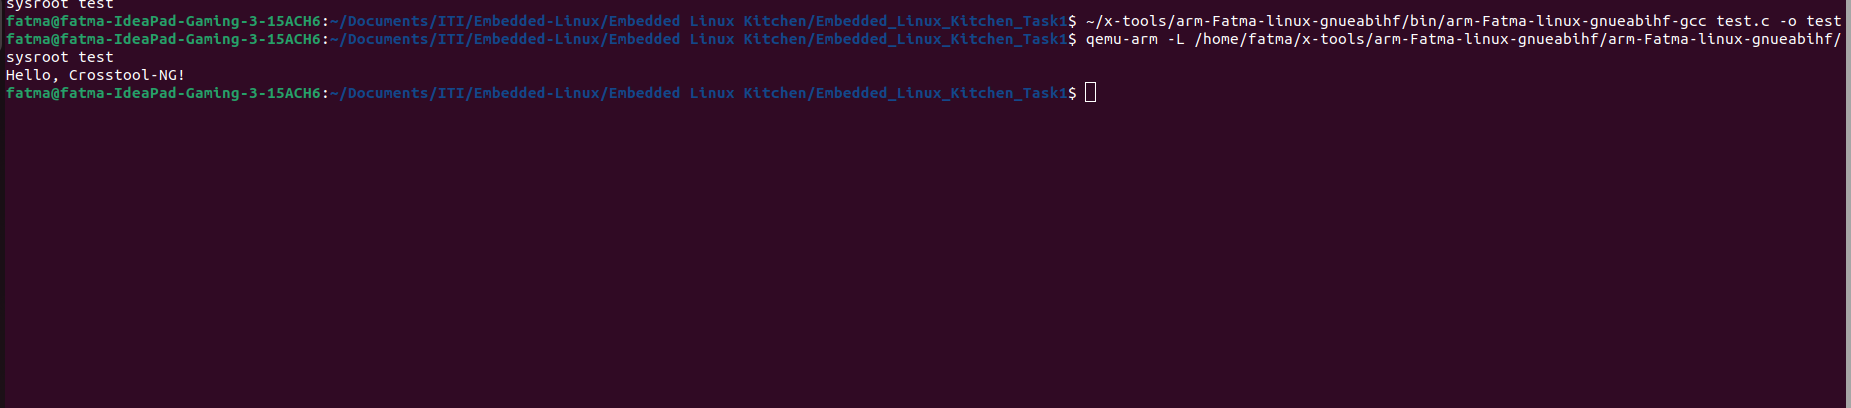 sysroot test
fatma@fatma-IdeaPad-Gaming-3-15ACH6:~/Documents/ITI/Embedded-Linux/Embedded Linux Kitchen/Embedded_Linux_Kitchen_Task1$ ~/x-tools/arm-Fatma-linux-gnueabihf/bin/arm-Fatma-linux-gnueabihf-gcc test.c -o test
fatma@fatma-IdeaPad-Gaming-3-15ACH6:~/Documents/ITI/Embedded-Linux/Embedded Linux Kitchen/Embedded_Linux_Kitchen_Task1$ qemu-arm -L /home/fatma/x-tools/arm-Fatma-linux-gnueabihf/arm-Fatma-linux-gnueabihf/
sysroot test
Hello, Crosstool-NG!
fatma@fatma-IdeaPad-Gaming-3-15ACH6:~/Documents/ITI/Embedded-Linux/Embedded Linux Kitchen/Embedded_Linux_Kitchen_Task1$